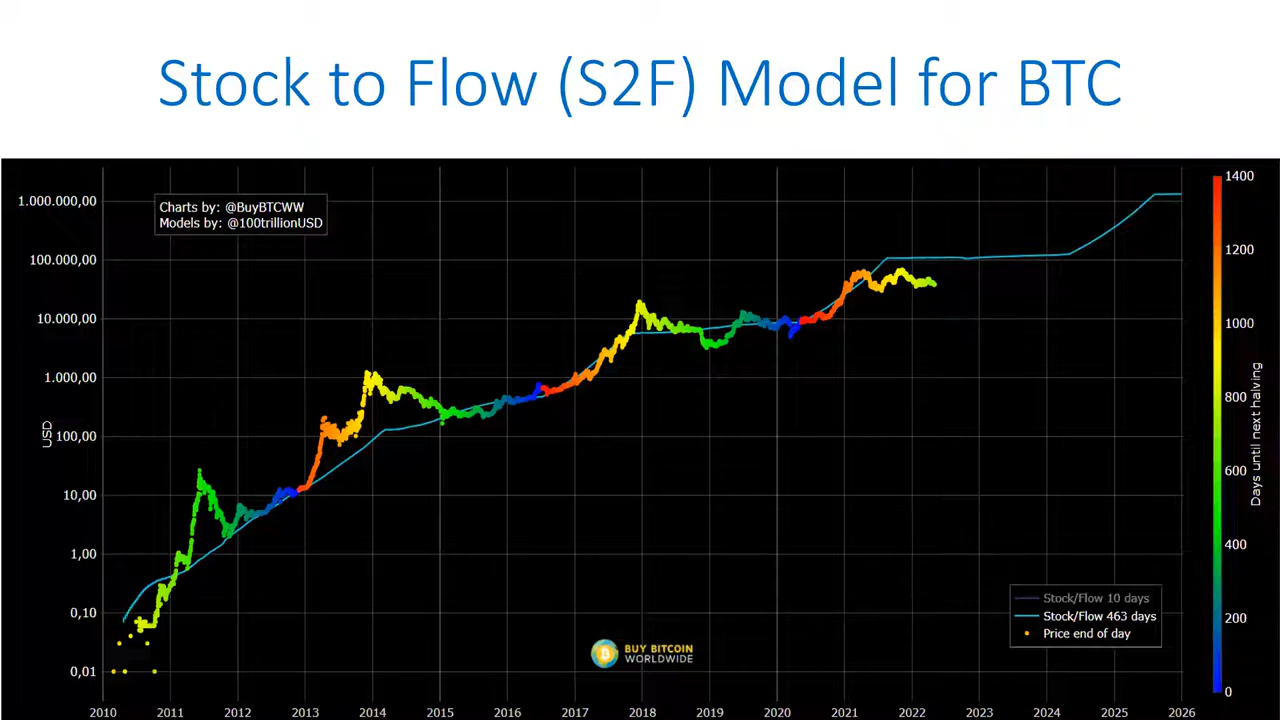 Stock to Flow (S2F) Model for BTC
Charts by: @BuyBTCWW
Models by: @100trillionUSD
1.000.000,00
100.000,00
10.000,00
1.000,00
100,00
10,00
1,00
0,10
0,01
USD
2010 2011 2012 2013 2014 2015 2016 2017 2018 2019 2020 2021 2022 2023 2024 2025 2026
1400
1200
1000
800
600
400
200
0
Days until next halving
Stock/Flow 10 days
Stock/Flow 463 days
Price end of day
BUY BITCOIN
WORLDWIDE